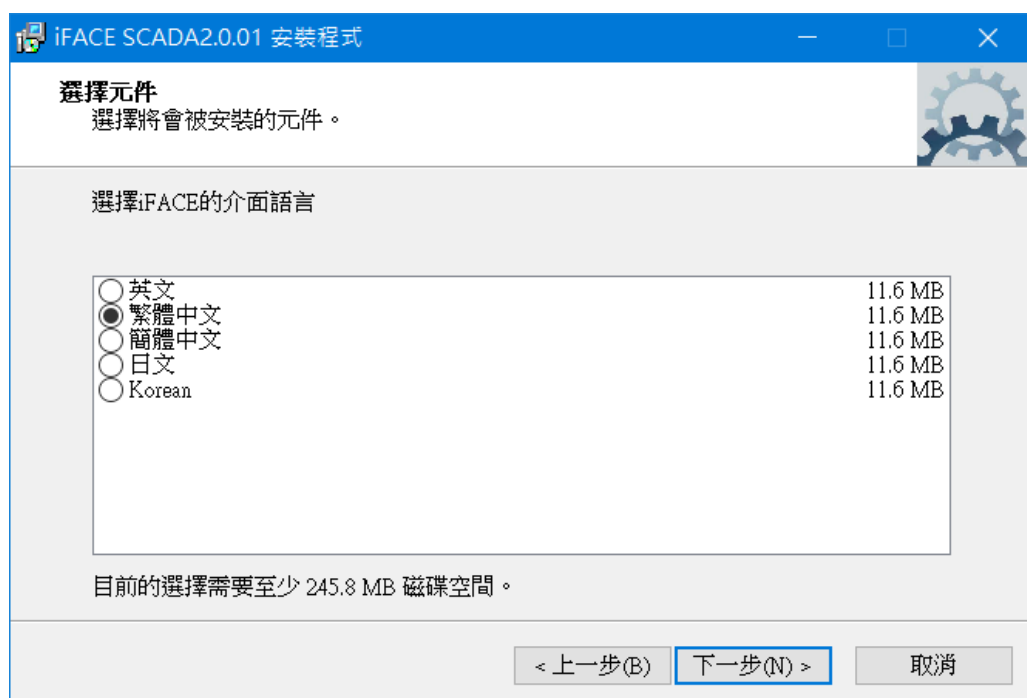 iFACE SCADA2.0.01 安裝程式
選擇元件
選擇將會被安裝的元件。
選擇iFACE的介面語言
英文 11.6 MB
繁體中文 11.6 MB
簡體中文 11.6 MB
日文 11.6 MB
Korean 11.6 MB
目前的選擇需要至少 245.8 MB 磁碟空間。
< 上一步(B) 下一步(N) > 取消